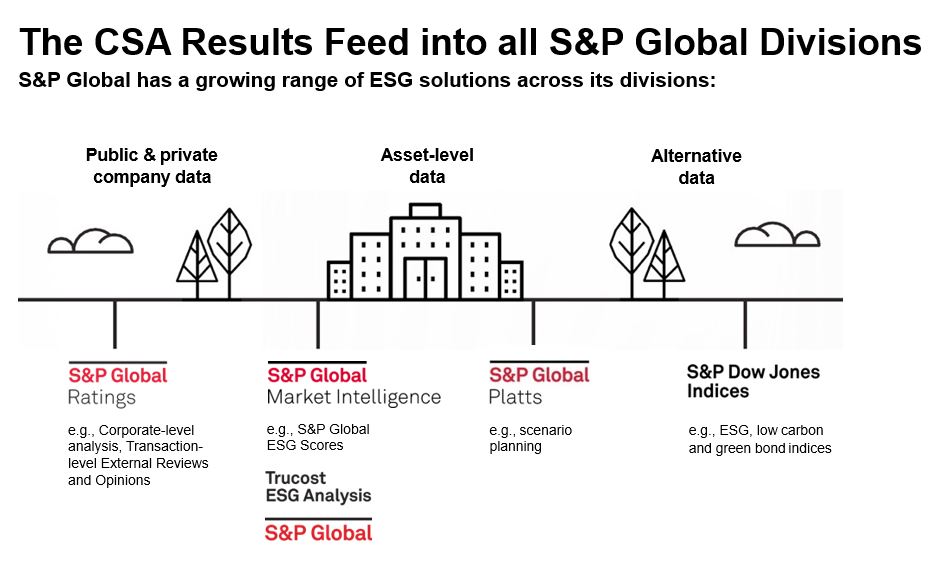 The CSA Results Feed into all S&P Global Divisions
S&P Global has a growing range of ESG solutions across its divisions:
Public & private
company data
Asset-level
data
Alternative
data
S&P Global
Ratings
e.g., Corporate-level
analysis, Transaction-
level External Reviews
and Opinions
S&P Global
Market Intelligence
e.g., S&P Global
ESG Scores
Trucost
ESG Analysis
S&P Global
S&P Global
Platts
e.g., scenario
planning
S&P Dow Jones
Indices
e.g., ESG, low carbon
and green bond indices